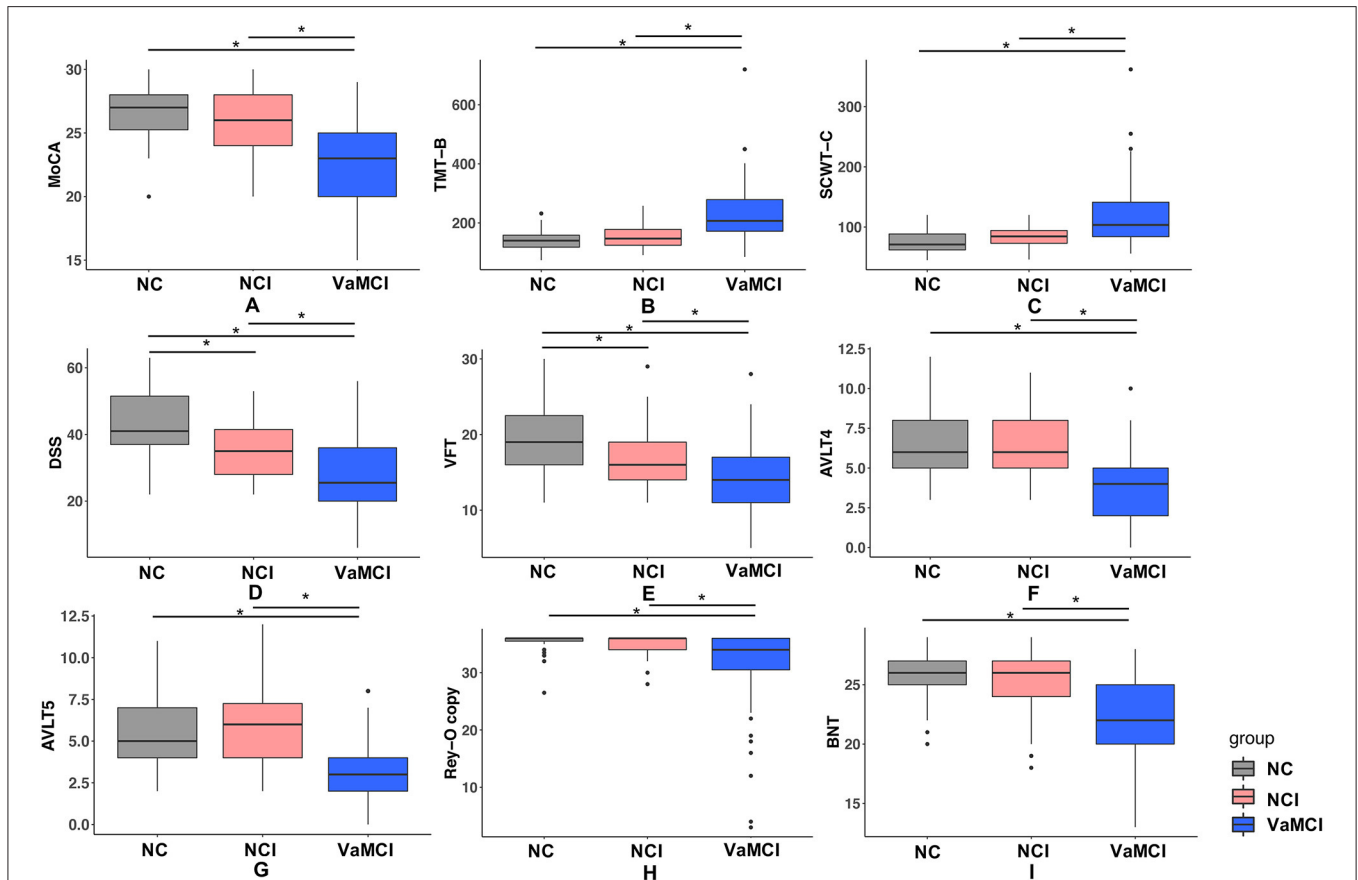 * *
* *
* *
MoCA
30
25
20
15
NC NCI VaMCI
A
TMT−B
600
400
200
NC NCI VaMCI
B
SCWT−C
300
200
100
NC NCI VaMCI
C
*
*
*
DSS
60
40
20
NC NCI VaMCI
D
*
*
*
VFT
30
20
10
NC NCI VaMCI
E
*
*
AVLT4
12.5
10.0
7.5
5.0
2.5
0.0
NC NCI VaMCI
F
*
*
AVLT5
12.5
10.0
7.5
5.0
2.5
0.0
NC NCI VaMCI
G
*
*
Rey−O copy
30
20
10
NC NCI VaMCI
H
*
*
BNT
25
20
15
NC NCI VaMCI
I
group
NC
NCI
VaMCI